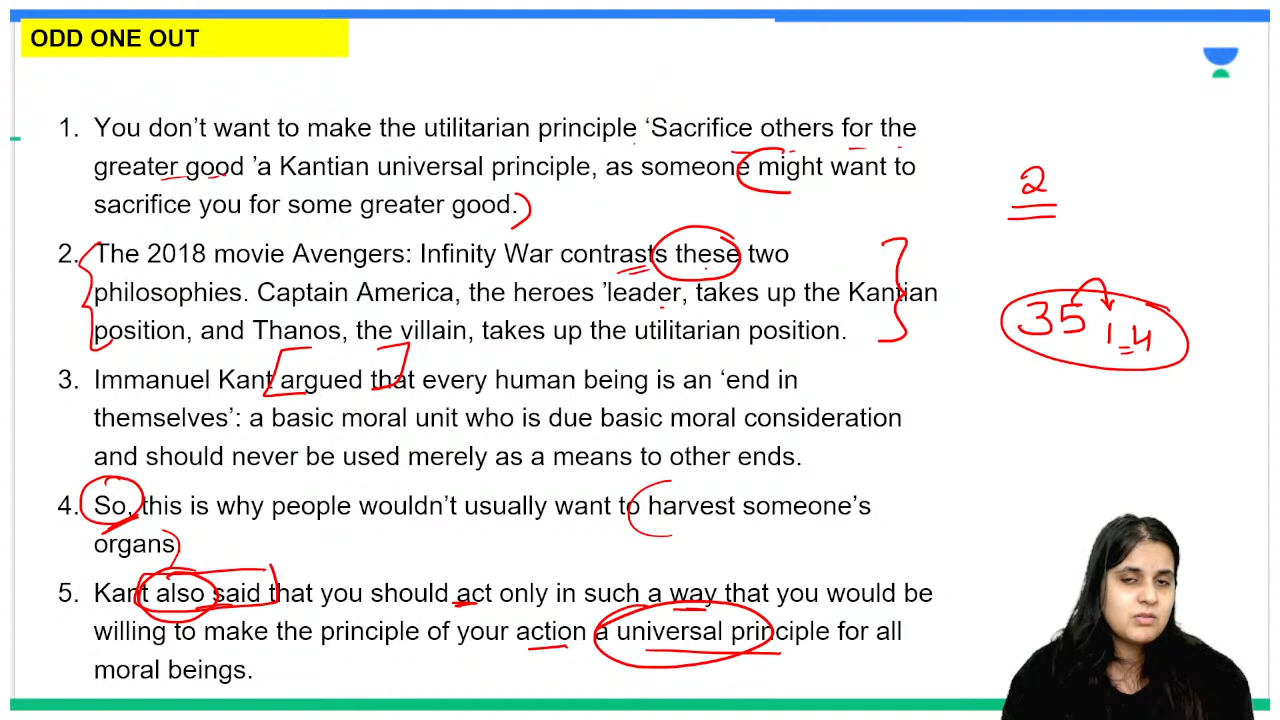 ODD ONE OUT
1. You don't want to make the utilitarian principle 'Sacrifice others for the
greater good 'a Kantian universal principle, as someone might want to
sacrifice you for some greater good.
2. The 2018 movie Avengers: Infinity War contrasts these two
philosophies. Captain America, the heroes 'leader, takes up the Kantian
position, and Thanos, the villain, takes up the utilitarian position.
3. Immanuel Kant argued that every human being is an 'end in
themselves': a basic moral unit who is due basic moral consideration
and should never be used merely as a means to other ends.
4. So, this is why people wouldn't usually want to harvest someone's
organs.
5. Kant also said that you should act only in such a way that you would be
willing to make the principle of your action a universal principle for all
moral beings.
2
35 1-4